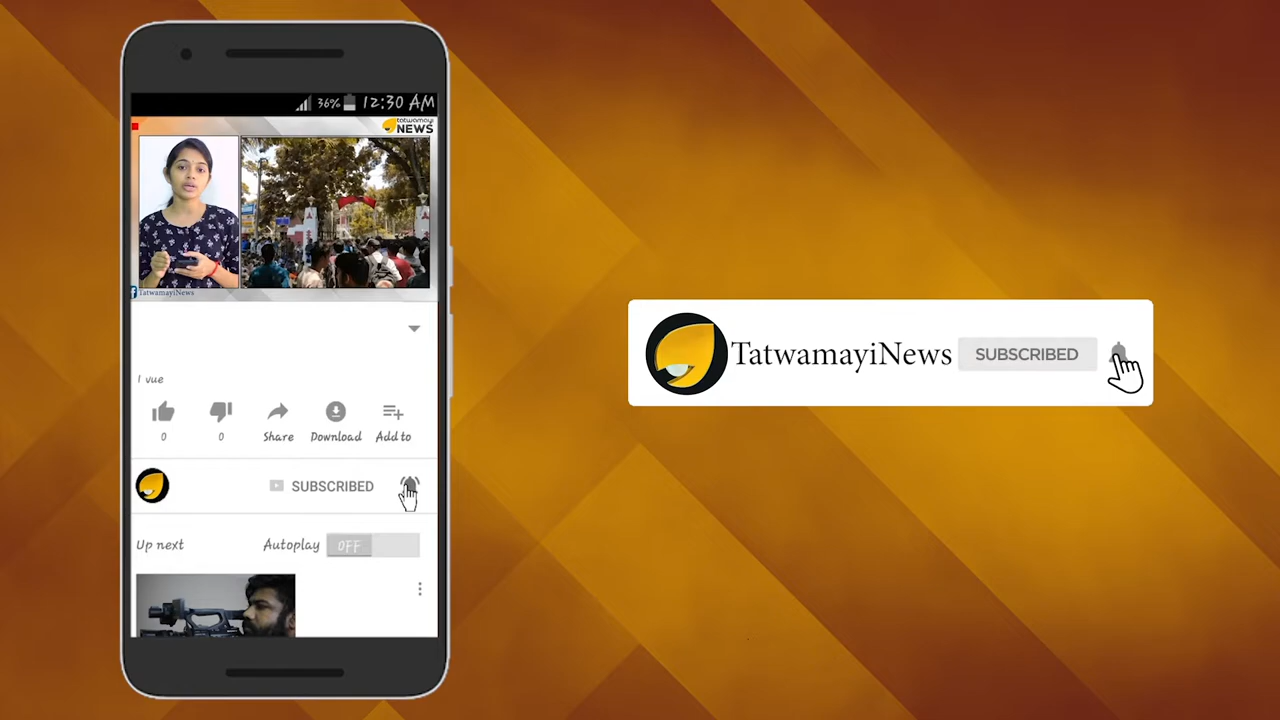 36% 12:30 AM
tatwamayi
NEWS
TatwamayiNews
1 vue
0 0 Share Download Add to
SUBSCRIBED
Up next Autoplay OFF
TatwamayiNews SUBSCRIBED